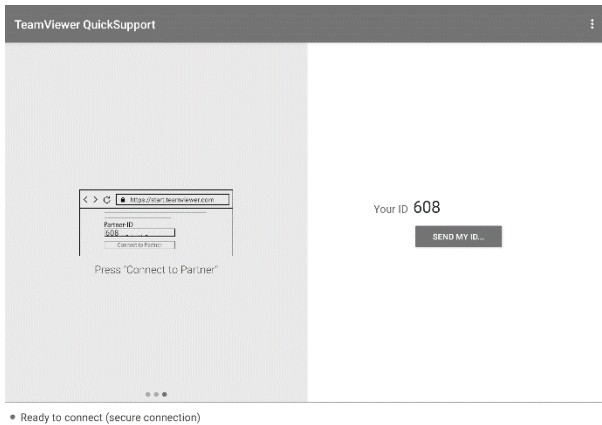 TeamViewer QuickSupport
https://start.teamviewer.com
Partner-ID
608
Connect to Partner
Press "Connect to Partner"
Your ID 608
SEND MY ID...
Ready to connect (secure connection)